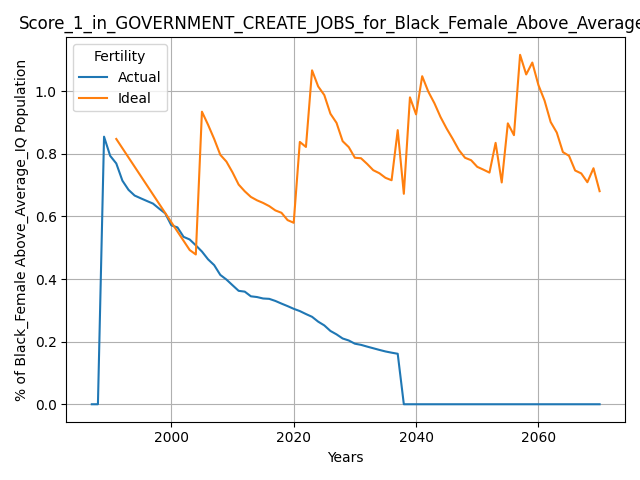 Score_1_in_GOVERNMENT_CREATE_JOBS_for_Black_Female_Above_Average
Fertility
Actual
Ideal
% of Black_Female Above_Average_IQ Population
1.0
0.8
0.6
0.4
0.2
0.0
2000 2020 2040 2060
Years